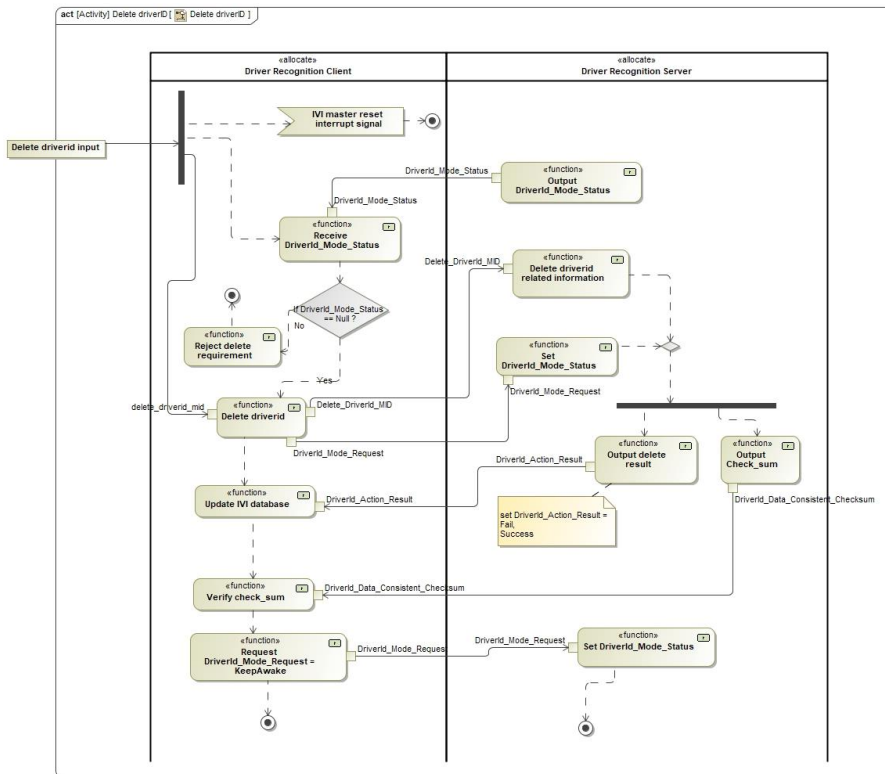 act [Activity] Delete driverID [ Delete driverID ]
«allocate»
Driver Recognition Client
«allocate»
Driver Recognition Server
IVI master reset
interrupt signal
Delete driverid input
DriverId_Mode_Status
«function»
Output
DriverId_Mode_Status
DriverId_Mode_Status
«function»
Receive
DriverId_Mode_Status
Delete_DriverId_MID
«function»
Delete driverid
related information
If DriverId_Mode_Status
== Null ?
No
«function»
Reject delete
requirement
«function»
Set
DriverId_Mode_Status
Yes
DriverId_Mode_Request
delete_driverid_mid
«function»
Delete driverid
Delete_DriverId_MID
DriverId_Mode_Request
«function»
Output delete
result
«function»
Output
Check_sum
DriverId_Action_Result
«function»
Update IVI database
DriverId_Action_Result
DriverId_Data_Consistent_Checksum
set DriverId_Action_Result =
Fail,
Success
«function»
Verify check_sum
DriverId_Data_Consistent_Checksum
«function»
Request
DriverId_Mode_Request =
KeepAwake
DriverId_Mode_Request
DriverId_Mode_Request
«function»
Set DriverId_Mode_Status